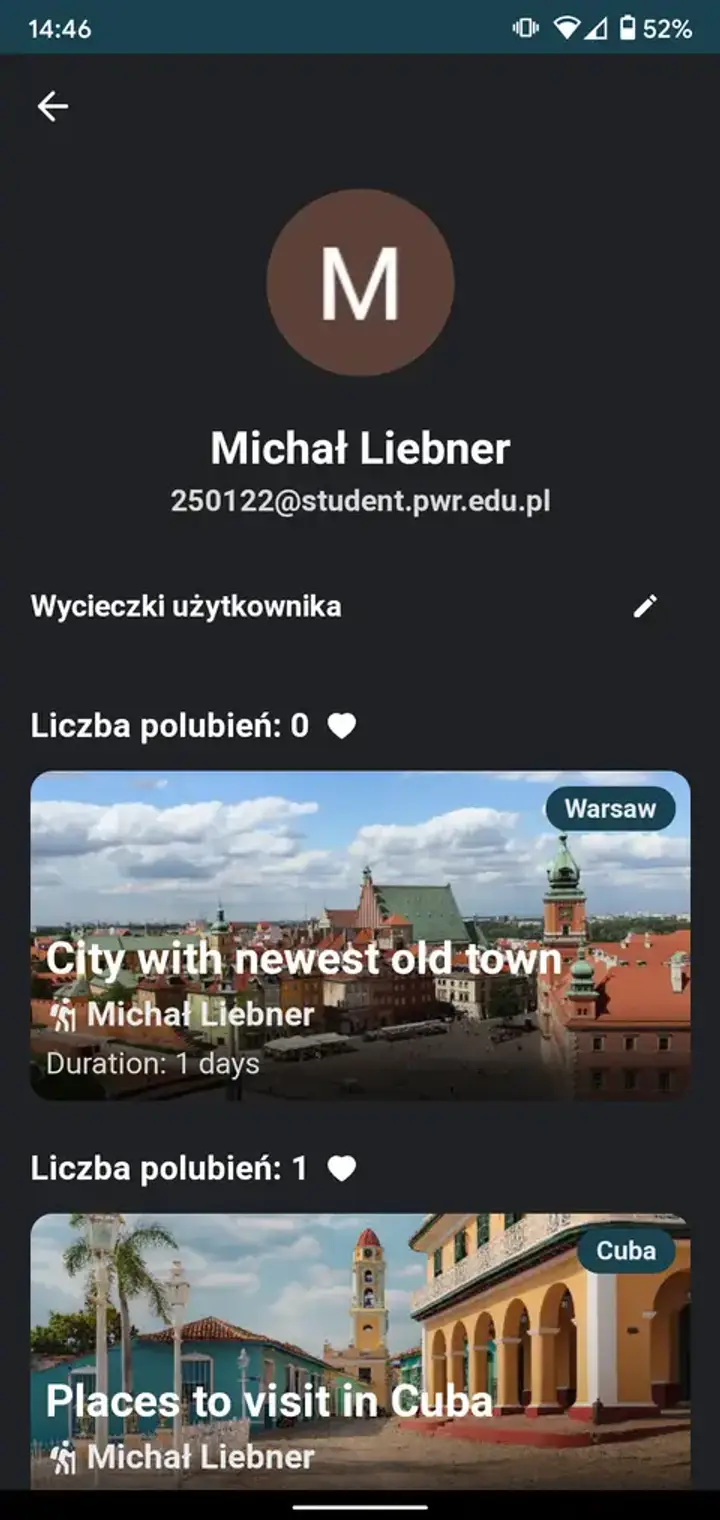 14:46
52%
M
Michał Liebner
250122@student.pwr.edu.pl
Wycieczki użytkownika
Liczba polubień: 0
Warsaw
City with newest old town
Michał Liebner
Duration: 1 days
Liczba polubień: 1
Cuba
Places to visit in Cuba
Michał Liebner